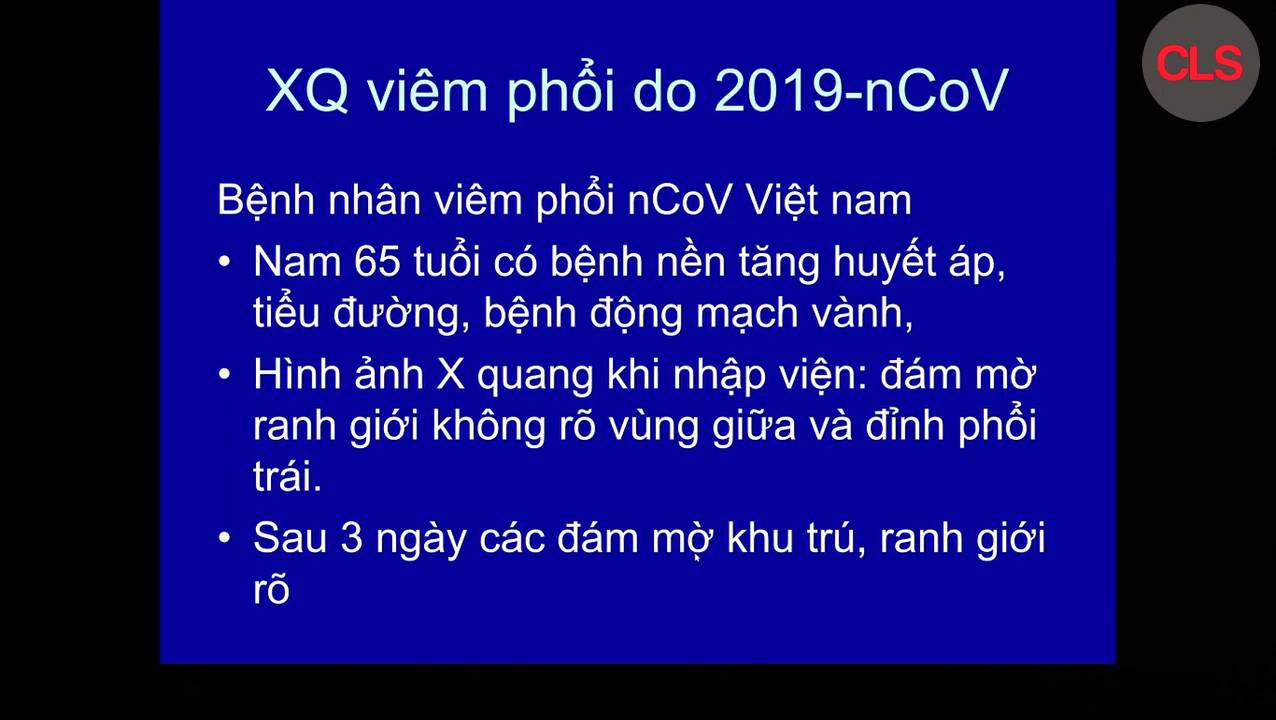 CLS
XQ viêm phổi do 2019-nCoV
Bệnh nhân viêm phổi nCoV Việt nam
• Nam 65 tuổi có bệnh nền tăng huyết áp,
tiểu đường, bệnh động mạch vành,
• Hình ảnh X quang khi nhập viện: đám mờ
ranh giới không rõ vùng giữa và đỉnh phổi
trái.
• Sau 3 ngày các đám mờ khu trú, ranh giới
rõ